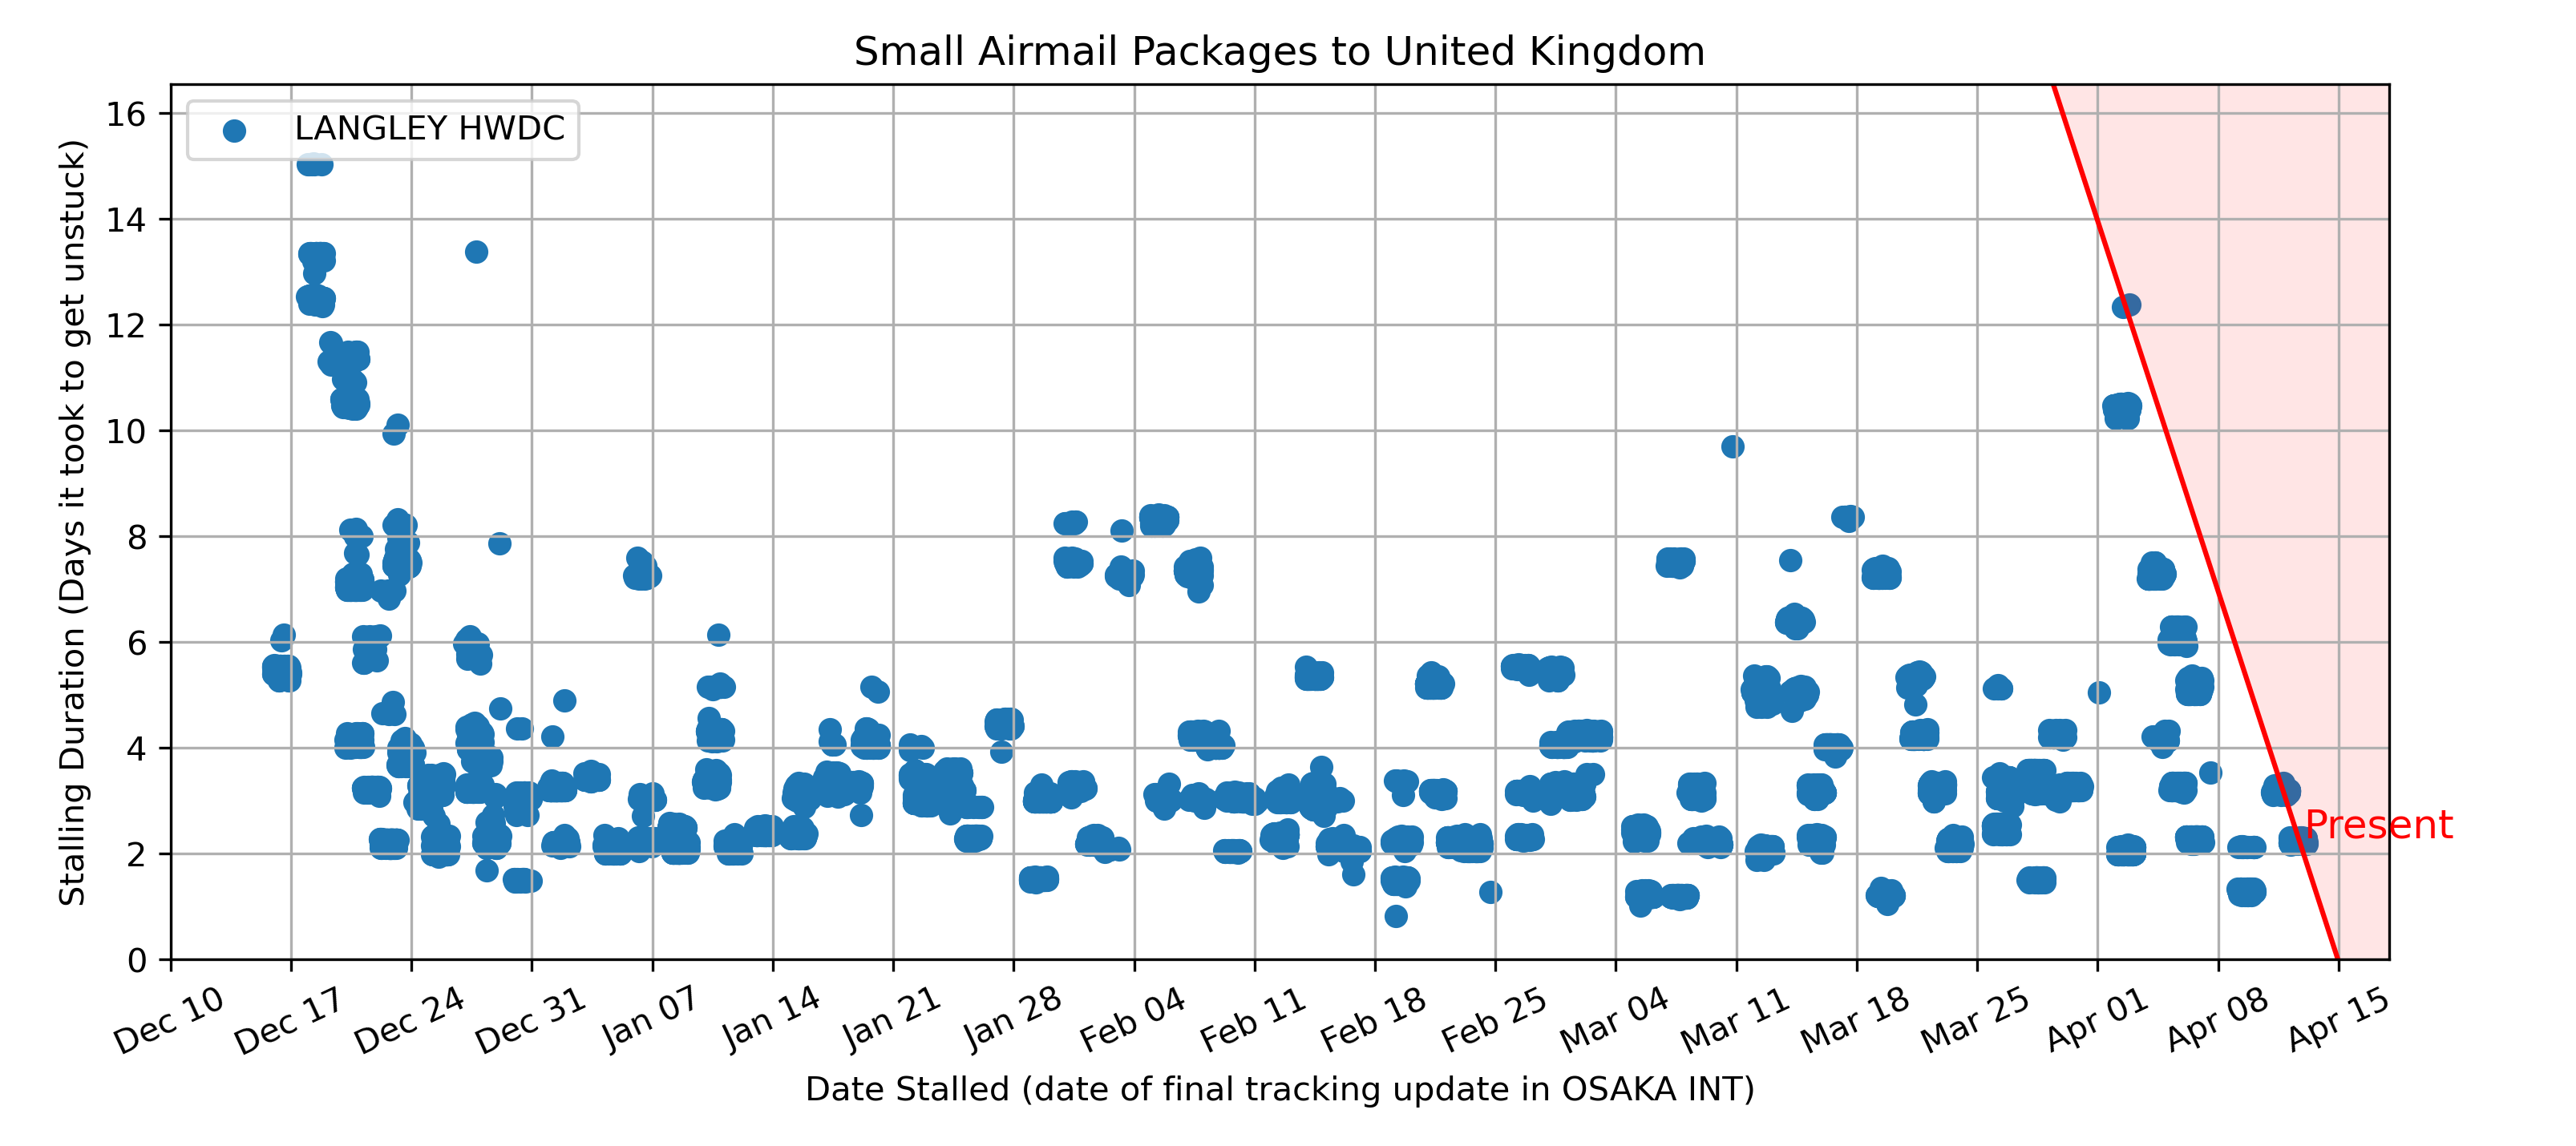 Small Airmail Packages to United Kingdom
LANGLEY HWDC
Stalling Duration (Days it took to get unstuck)
16
14
12
10
8
6
4
2
0
Present
Dec 10
Dec 17
Dec 24
Dec 31
Jan 07
Jan 14
Jan 21
Jan 28
Feb 04
Feb 11
Feb 18
Feb 25
Mar 04
Mar 11
Mar 18
Mar 25
Apr 01
Apr 08
Apr 15
Date Stalled (date of final tracking update in OSAKA INT)